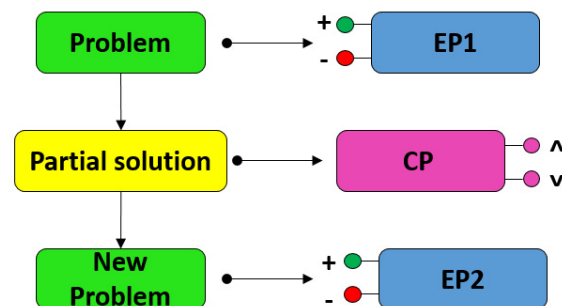 Problem
+
EP1
-
Partial solution
CP
^
v
New
Problem
+
EP2
-